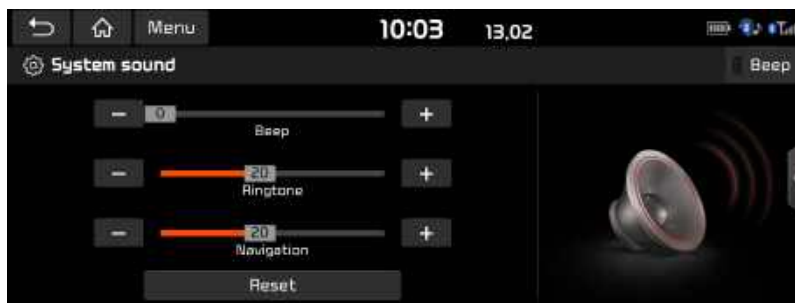 Menu 10:03 13,02
System sound Beep
- 0 +
Beep
- 20 +
Ringtone
- 20 +
Navigation
Reset